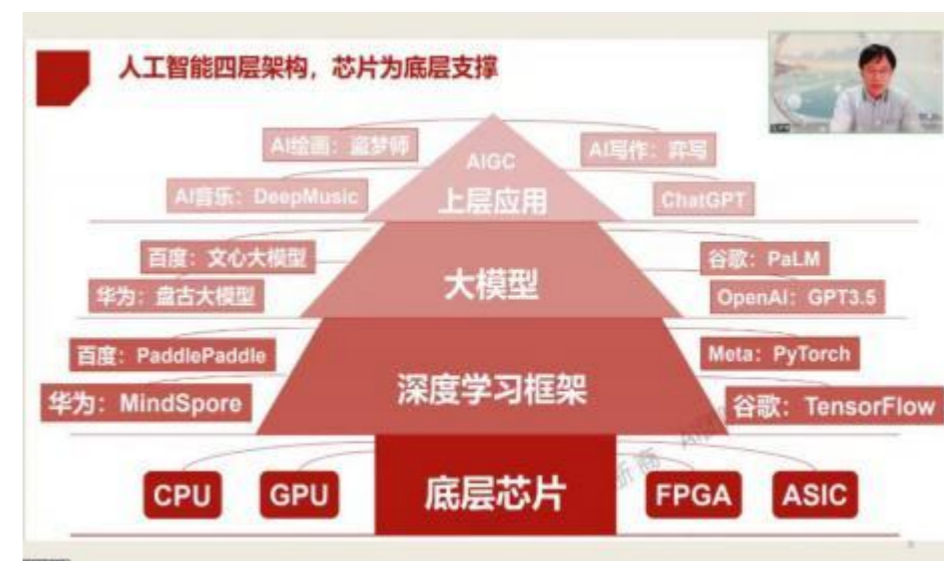 人工智能四层架构，芯片为底层支撑
AI绘画：盗梦师
AIGC
AI写作：弈写
AI音乐：DeepMusic
上层应用
ChatGPT
百度：文心大模型
谷歌：PaLM
华为：盘古大模型
大模型
OpenAI：GPT3.5
百度：PaddlePaddle
Meta：PyTorch
华为：MindSpore
深度学习框架
谷歌：TensorFlow
CPU
GPU
底层芯片
FPGA
ASIC